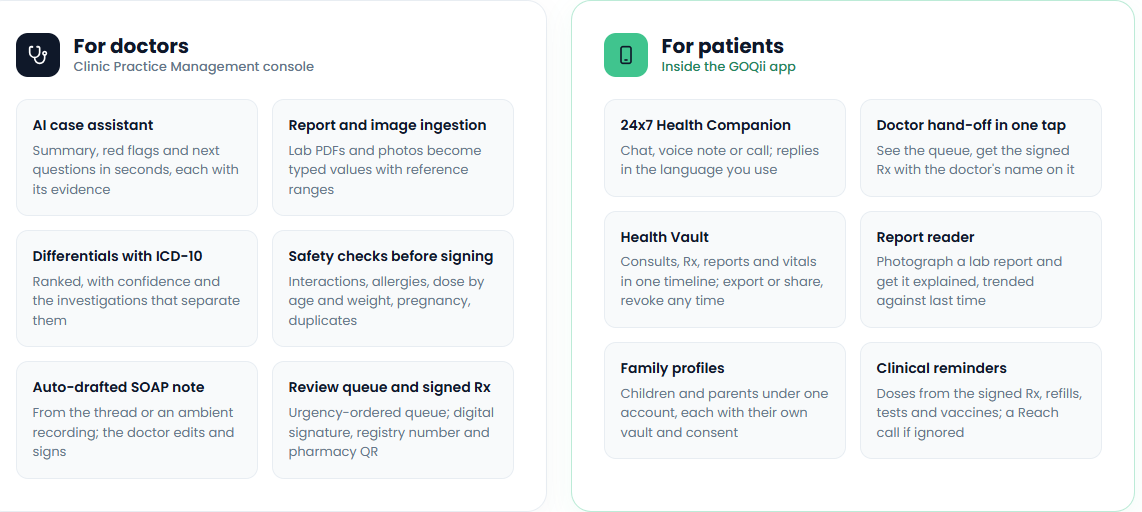 For doctors
Clinic Practice Management console
AI case assistant
Summary, red flags and next
questions in seconds, each with
its evidence
Report and image ingestion
Lab PDFs and photos become
typed values with reference
ranges
Differentials with ICD-10
Ranked, with confidence and
the investigations that separate
them
Safety checks before signing
Interactions, allergies, dose by
age and weight, pregnancy,
duplicates
Auto-drafted SOAP note
From the thread or an ambient
recording; the doctor edits and
signs
Review queue and signed Rx
Urgency-ordered queue; digital
signature, registry number and
pharmacy QR
For patients
Inside the GOQii app
24x7 Health Companion
Chat, voice note or call; replies
in the language you use
Doctor hand-off in one tap
See the queue, get the signed
Rx with the doctor's name on it
Health Vault
Consults, Rx, reports and vitals
in one timeline; export or share,
revoke any time
Report reader
Photograph a lab report and
get it explained, trended
against last time
Family profiles
Children and parents under one
account, each with their own
vault and consent
Clinical reminders
Doses from the signed Rx, refills,
tests and vaccines; a Reach
call if ignored